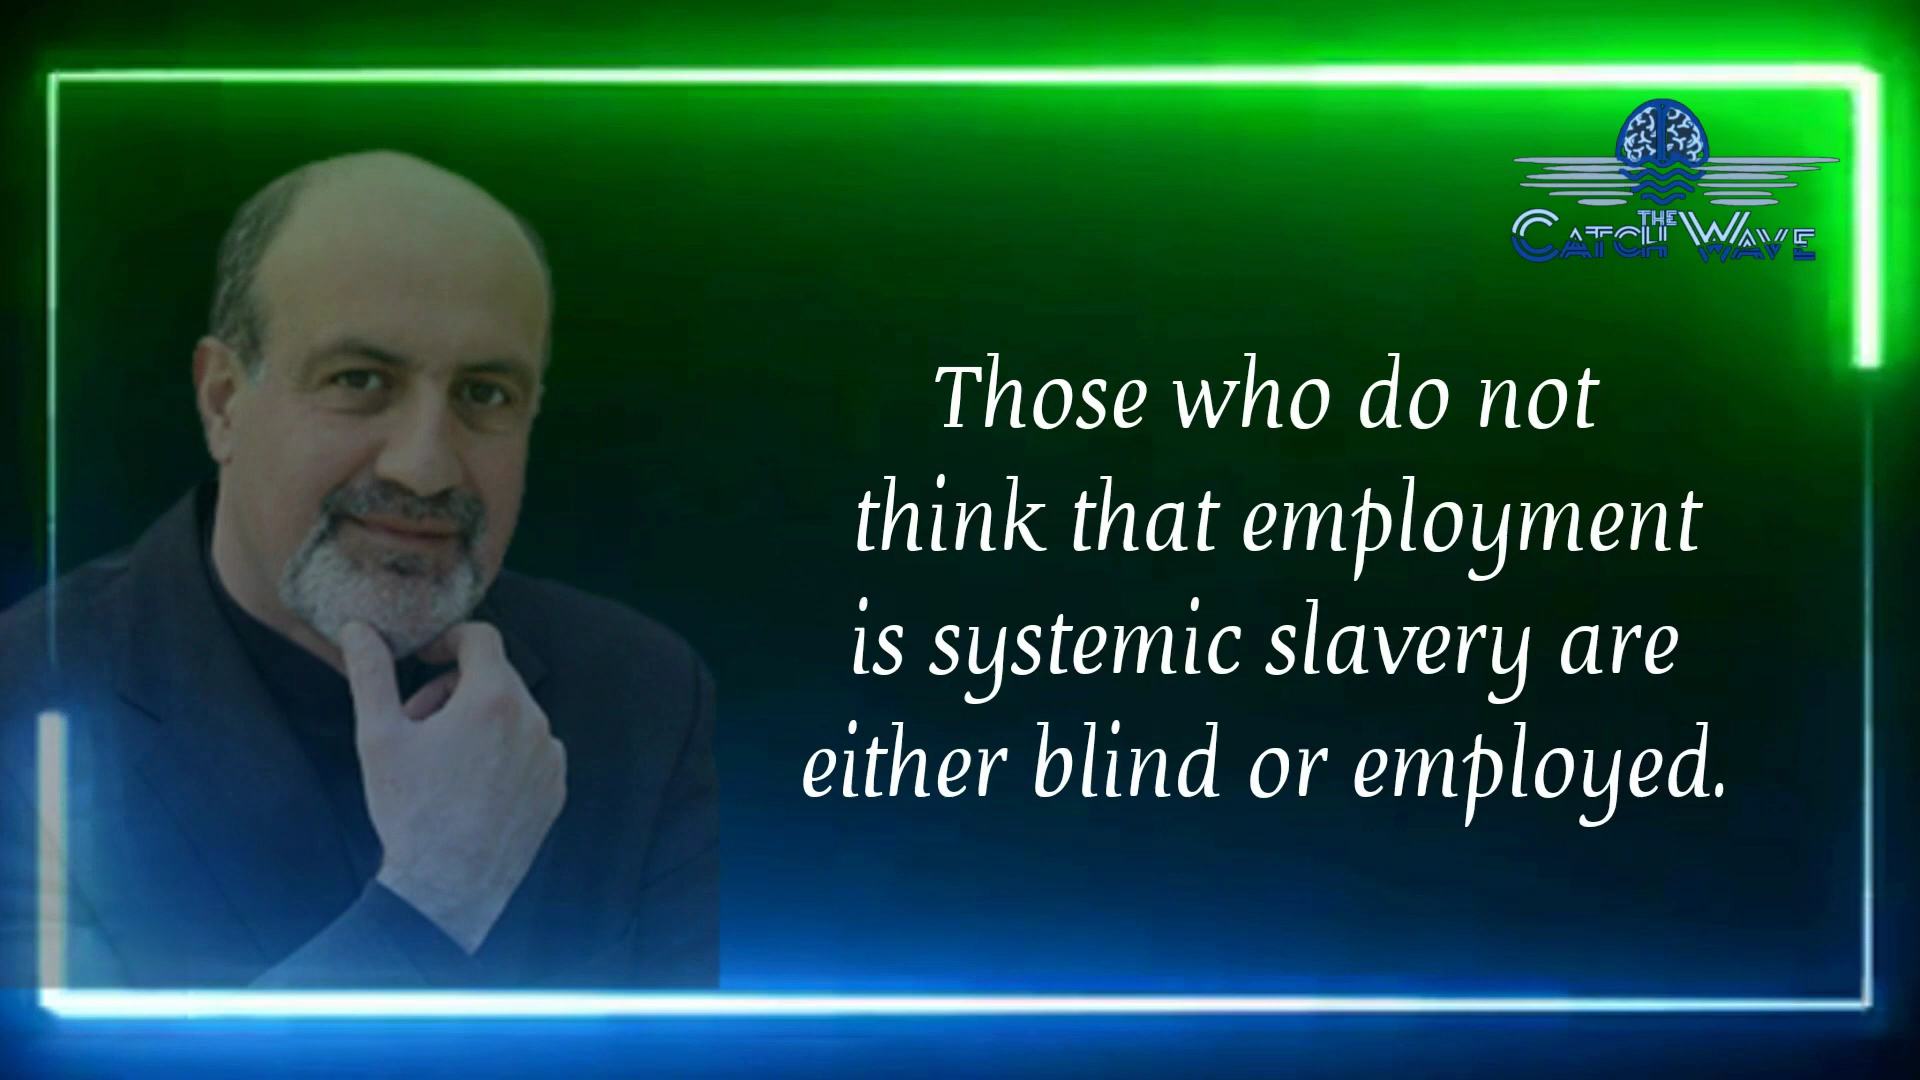 CATCH THE WAVE
Those who do not
think that employment
is systemic slavery are
either blind or employed.